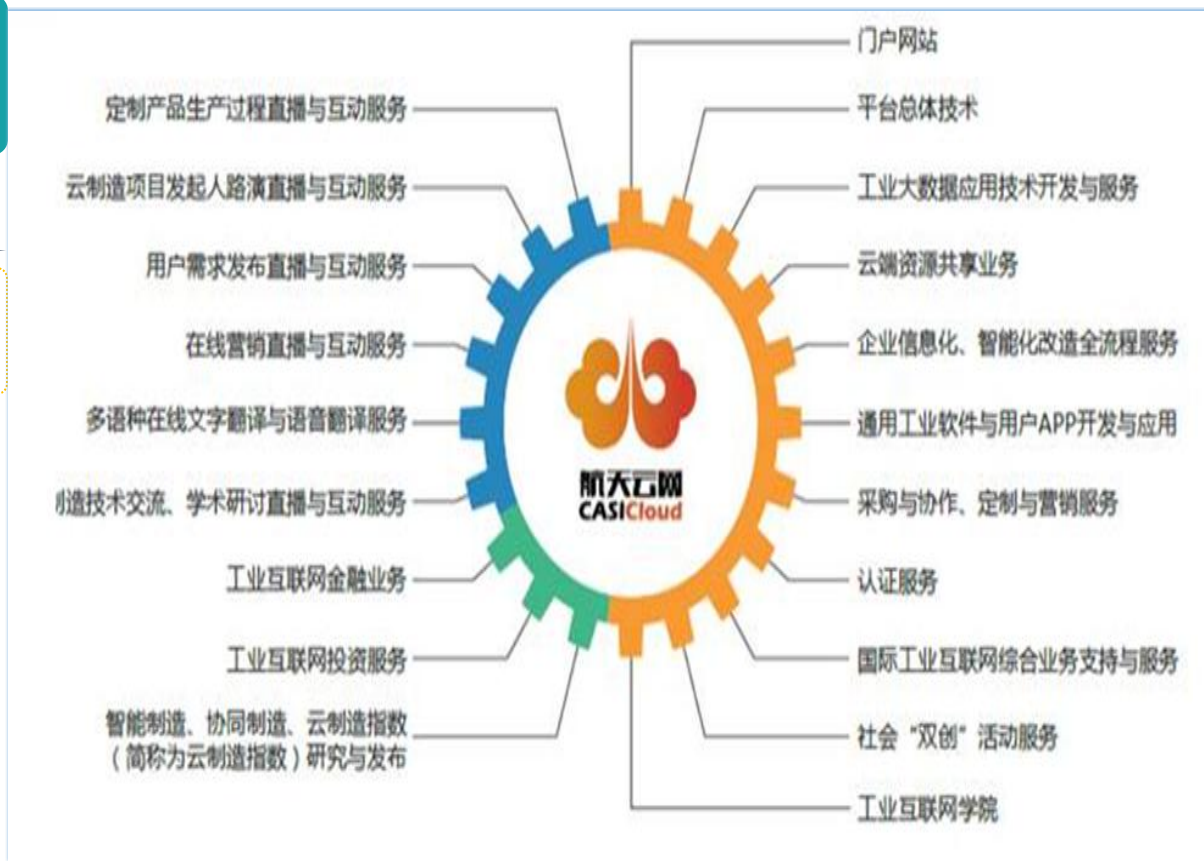 门户网站
平台总体技术
工业大数据应用技术开发与服务
云端资源共享业务
企业信息化、智能化改造全流程服务
通用工业软件与用户APP开发与应用
采购与协作、定制与营销服务
认证服务
国际工业互联网综合业务支持与服务
社会“双创”活动服务
工业互联网学院
定制产品生产过程直播与互动服务
云制造项目发起人路演直播与互动服务
用户需求发布直播与互动服务
在线营销直播与互动服务
多语种在线文字翻译与语音翻译服务
造技术交流、学术研讨直播与互动服务
工业互联网金融业务
工业互联网投资服务
智能制造、协同制造、云制造指数
（简称为云制造指数）研究与发布
航天云网
CASICloud